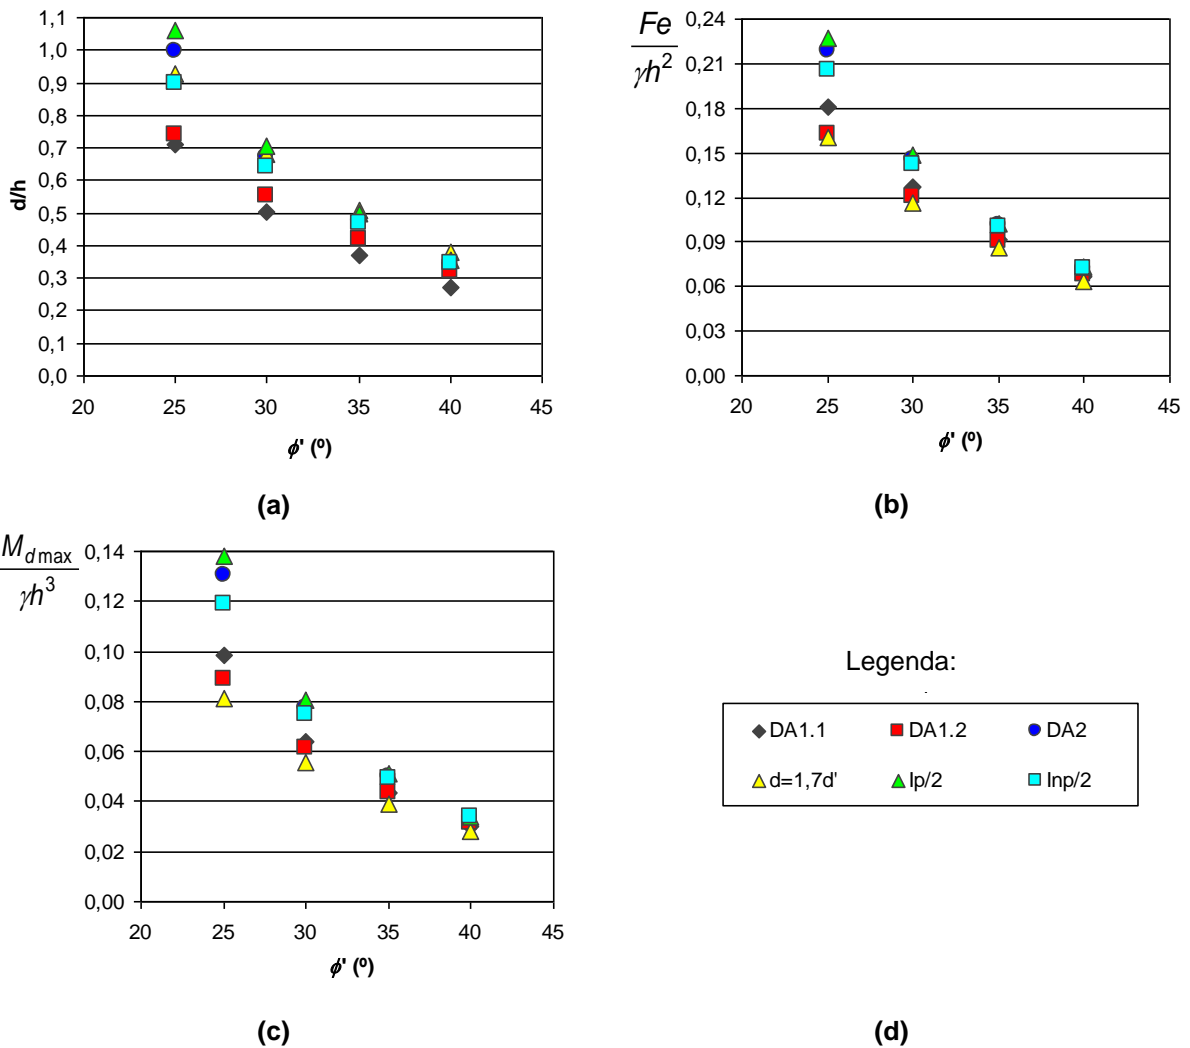 1,1
1,0
0,9
0,8
0,7
0,6
0,5
0,4
0,3
0,2
0,1
0,0
d/h
20 25 30 35 40 45
ϕ' (º)
(a)
Fe
γh²
0,24
0,21
0,18
0,15
0,12
0,09
0,06
0,03
0,00
20 25 30 35 40 45
ϕ' (º)
(b)
M d max
γh³
0,14
0,12
0,10
0,08
0,06
0,04
0,02
0,00
20 25 30 35 40 45
ϕ' (º)
(c)
Legenda:
DA1.1 DA1.2 DA2
d=1,7d' Ip/2 Inp/2
(d)